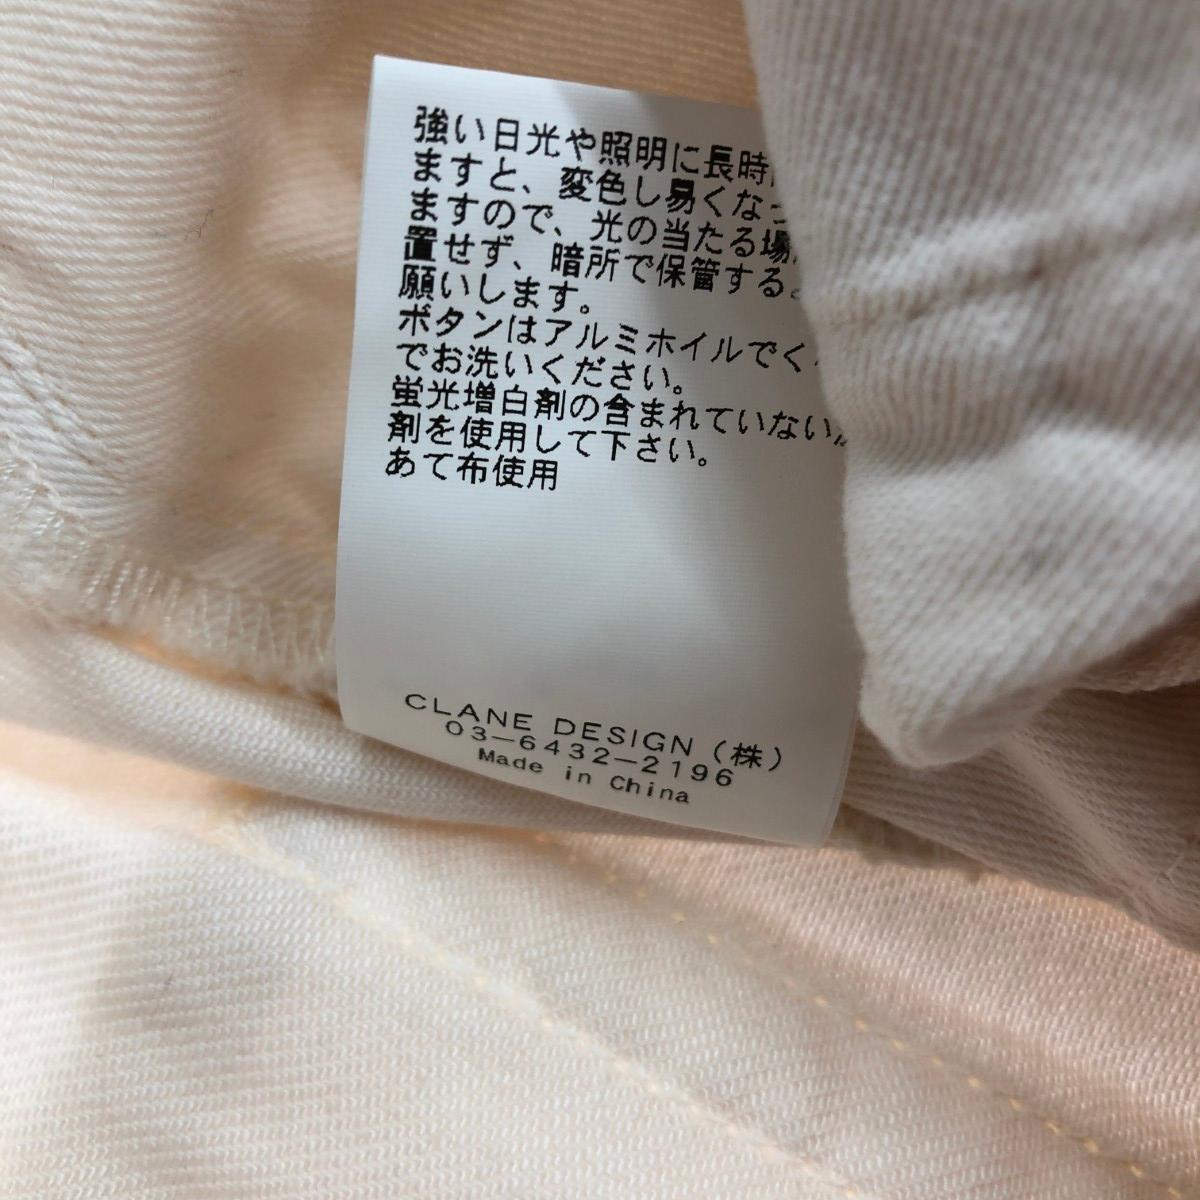 強い日光や照明に長時
ますと、変色し易くなっ
ますので、光の当たる場
置せず、暗所で保管する
願いします。
ボタンはアルミホイルでく
でお洗いください。
蛍光増白剤の含まれていない
剤を使用して下さい。
あて布使用
CLANE DESIGN（株）
03-6432-2196
Made in China